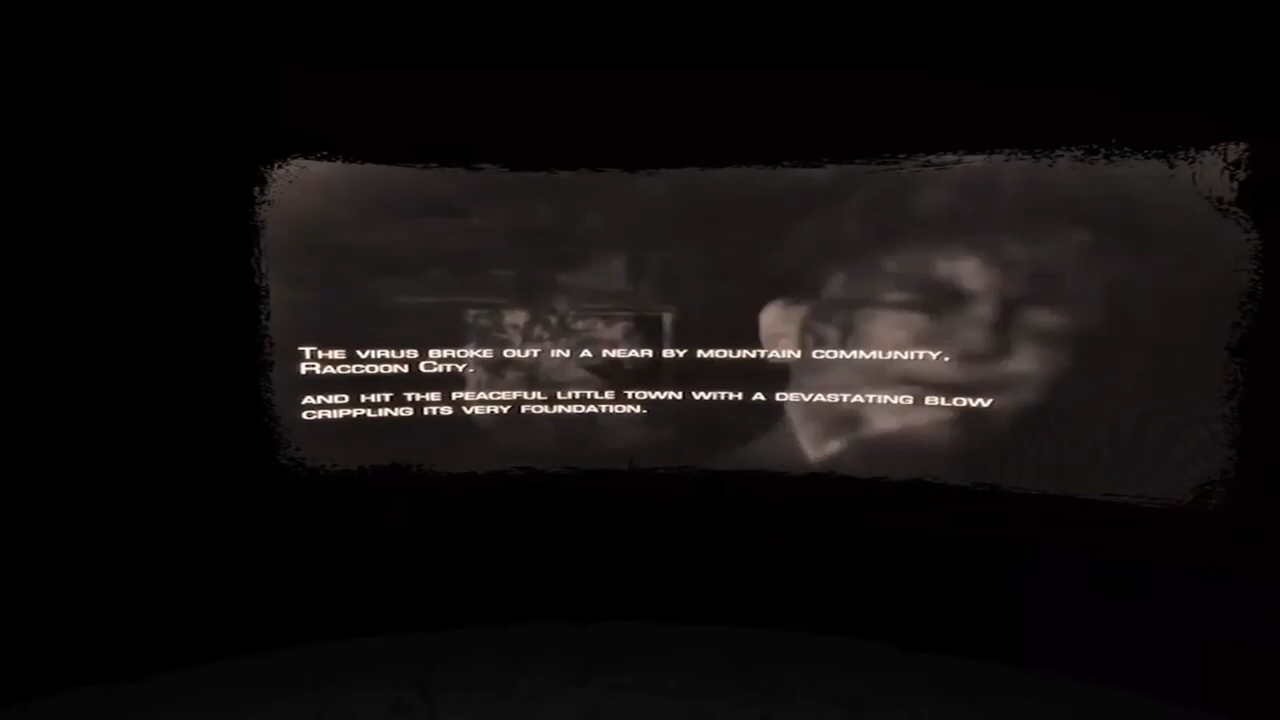 The virus broke out in a near by mountain community,
Raccoon City.
and hit the peaceful little town with a devastating blow
crippling its very foundation.